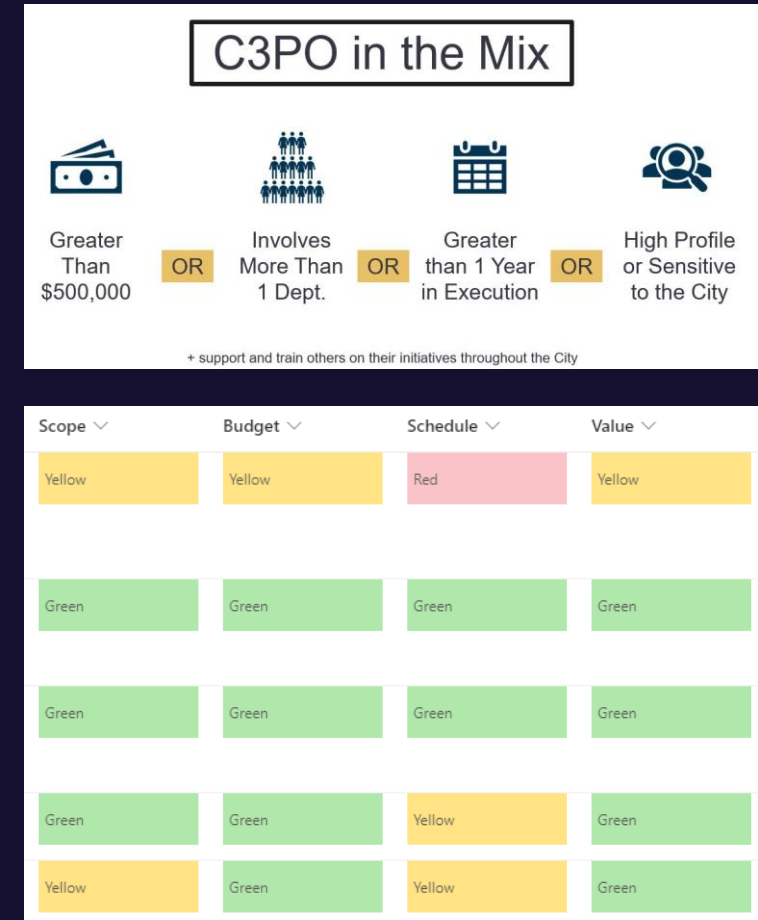 C3PO in the Mix
Greater
Than
$500,000
OR
Involves
More Than
1 Dept.
OR
Greater
than 1 Year
in Execution
OR
High Profile
or Sensitive
to the City
+ support and train others on their initiatives throughout the City
Scope Budget Schedule Value
Yellow Yellow Red Yellow
Green Green Green Green
Green Green Green Green
Green Green Yellow Green
Yellow Green Yellow Green